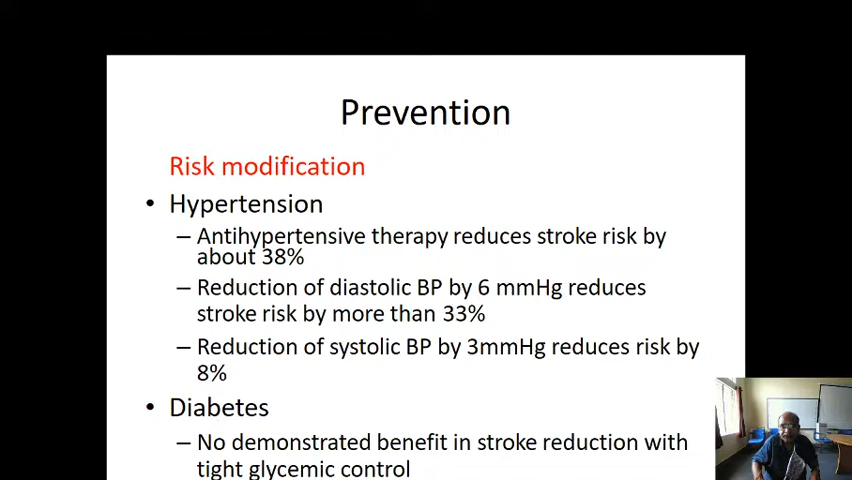 Prevention
Risk modification
• Hypertension
– Antihypertensive therapy reduces stroke risk by
about 38%
– Reduction of diastolic BP by 6 mmHg reduces
stroke risk by more than 33%
– Reduction of systolic BP by 3mmHg reduces risk by
8%
• Diabetes
– No demonstrated benefit in stroke reduction with
tight glycemic control